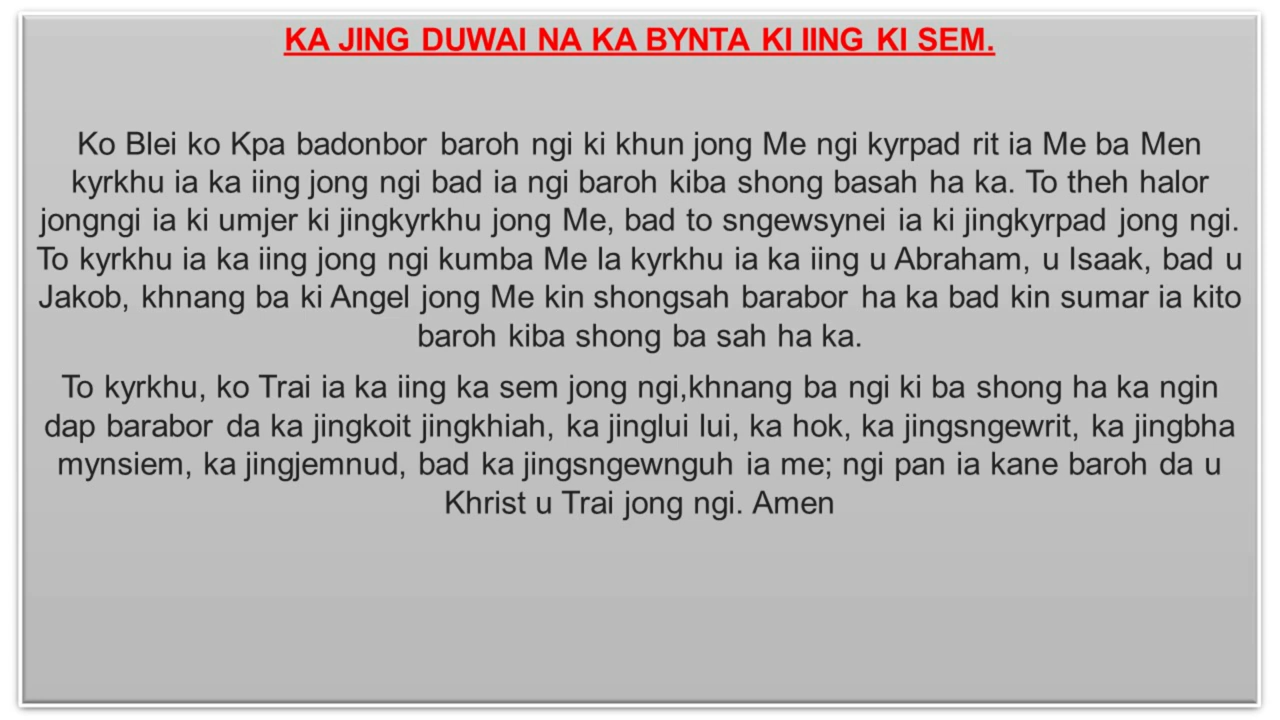 KA JING DUWAI NA KA BYNTA KI IING KI SEM.
Ko Blei ko Kpa badonbor baroh ngi ki khun jong Me ngi kyrpad rit ia Me ba Men
kyrkhu ia ka iing jong ngi bad ia ngi baroh kiba shong basah ha ka. To theh halor
jongngi ia ki umjer ki jingkyrkhu jong Me, bad to sngewsynei ia ki jingkyrpad jong ngi.
To kyrkhu ia ka iing jong ngi kumba Me la kyrkhu ia ka iing u Abraham, u Isaak, bad u
Jakob, khnang ba ki Angel jong Me kin shongsah barabor ha ka bad kin sumar ia kito
baroh kiba shong ba sah ha ka.
To kyrkhu, ko Trai ia ka iing ka sem jong ngi,khnang ba ngi ki ba shong ha ka ngin
dap barabor da ka jingkoit jingkhiah, ka jinglui lui, ka hok, ka jingsngewrit, ka jingbha
mynsiem, ka jingjemnud, bad ka jingsngewnguh ia me; ngi pan ia kane baroh da u
Khrist u Trai jong ngi. Amen